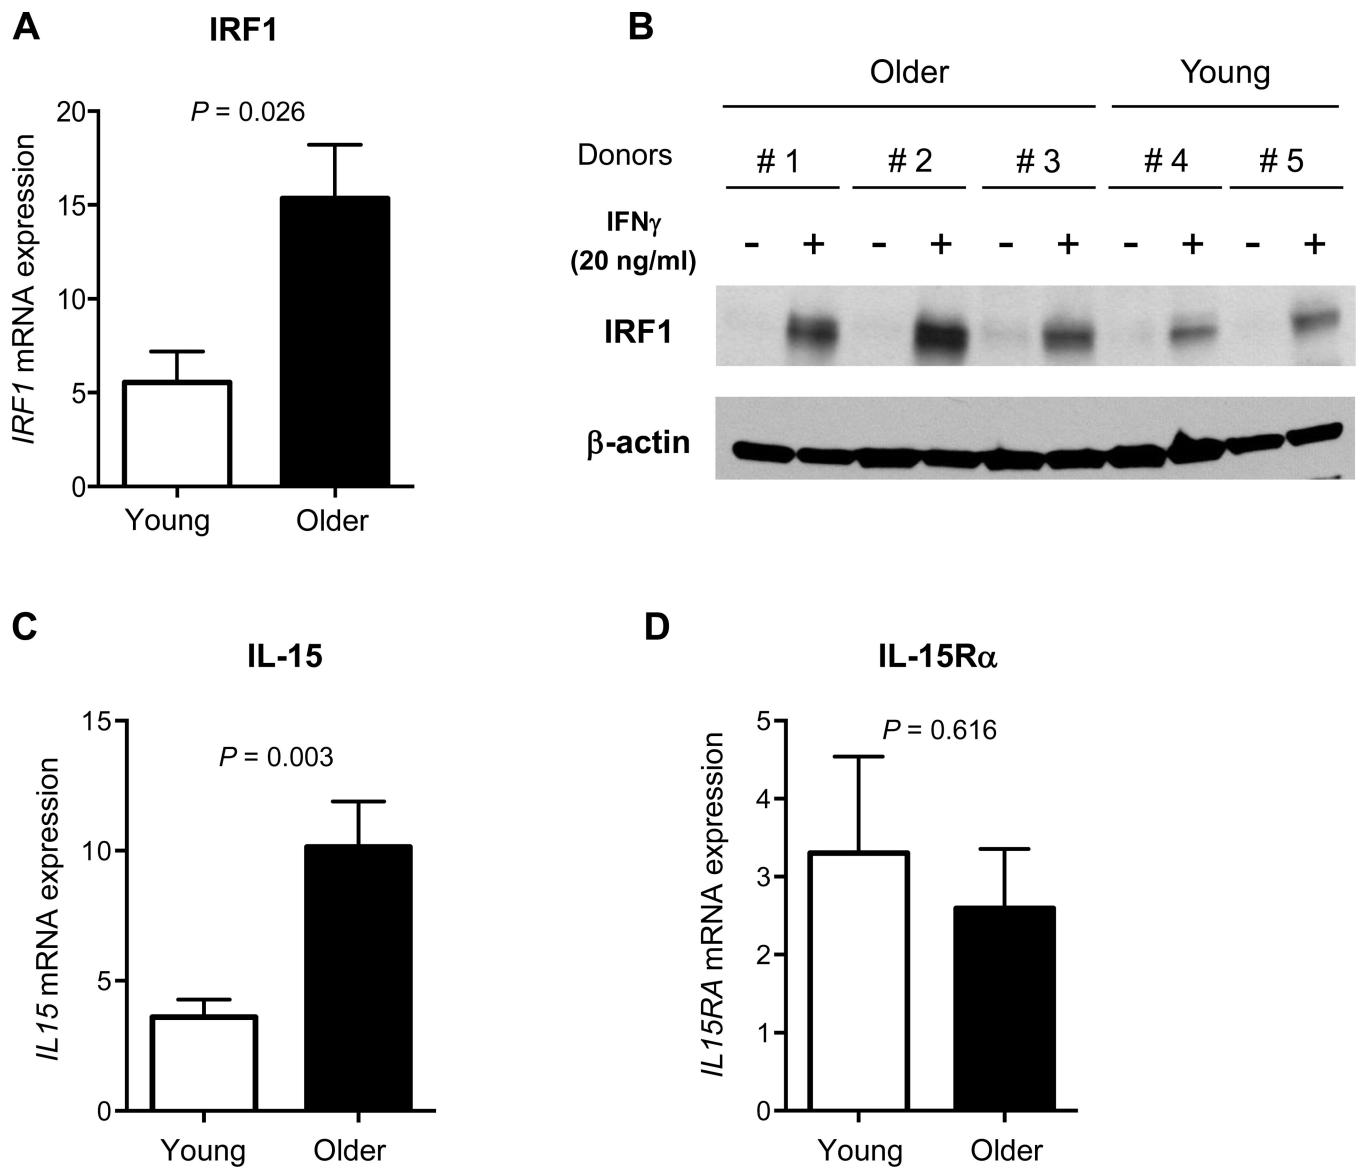 A
IRF1
P = 0.026
IRF1 mRNA expression
20
15
10
5
0
Young Older
B
Older Young
Donors # 1 # 2 # 3 # 4 # 5
IFNγ
(20 ng/ml) - + - + - + - + - +
IRF1
β-actin
C
IL-15
P = 0.003
IL15 mRNA expression
15
10
5
0
Young Older
D
IL-15Rα
P = 0.616
IL15RA mRNA expression
5
4
3
2
1
0
Young Older